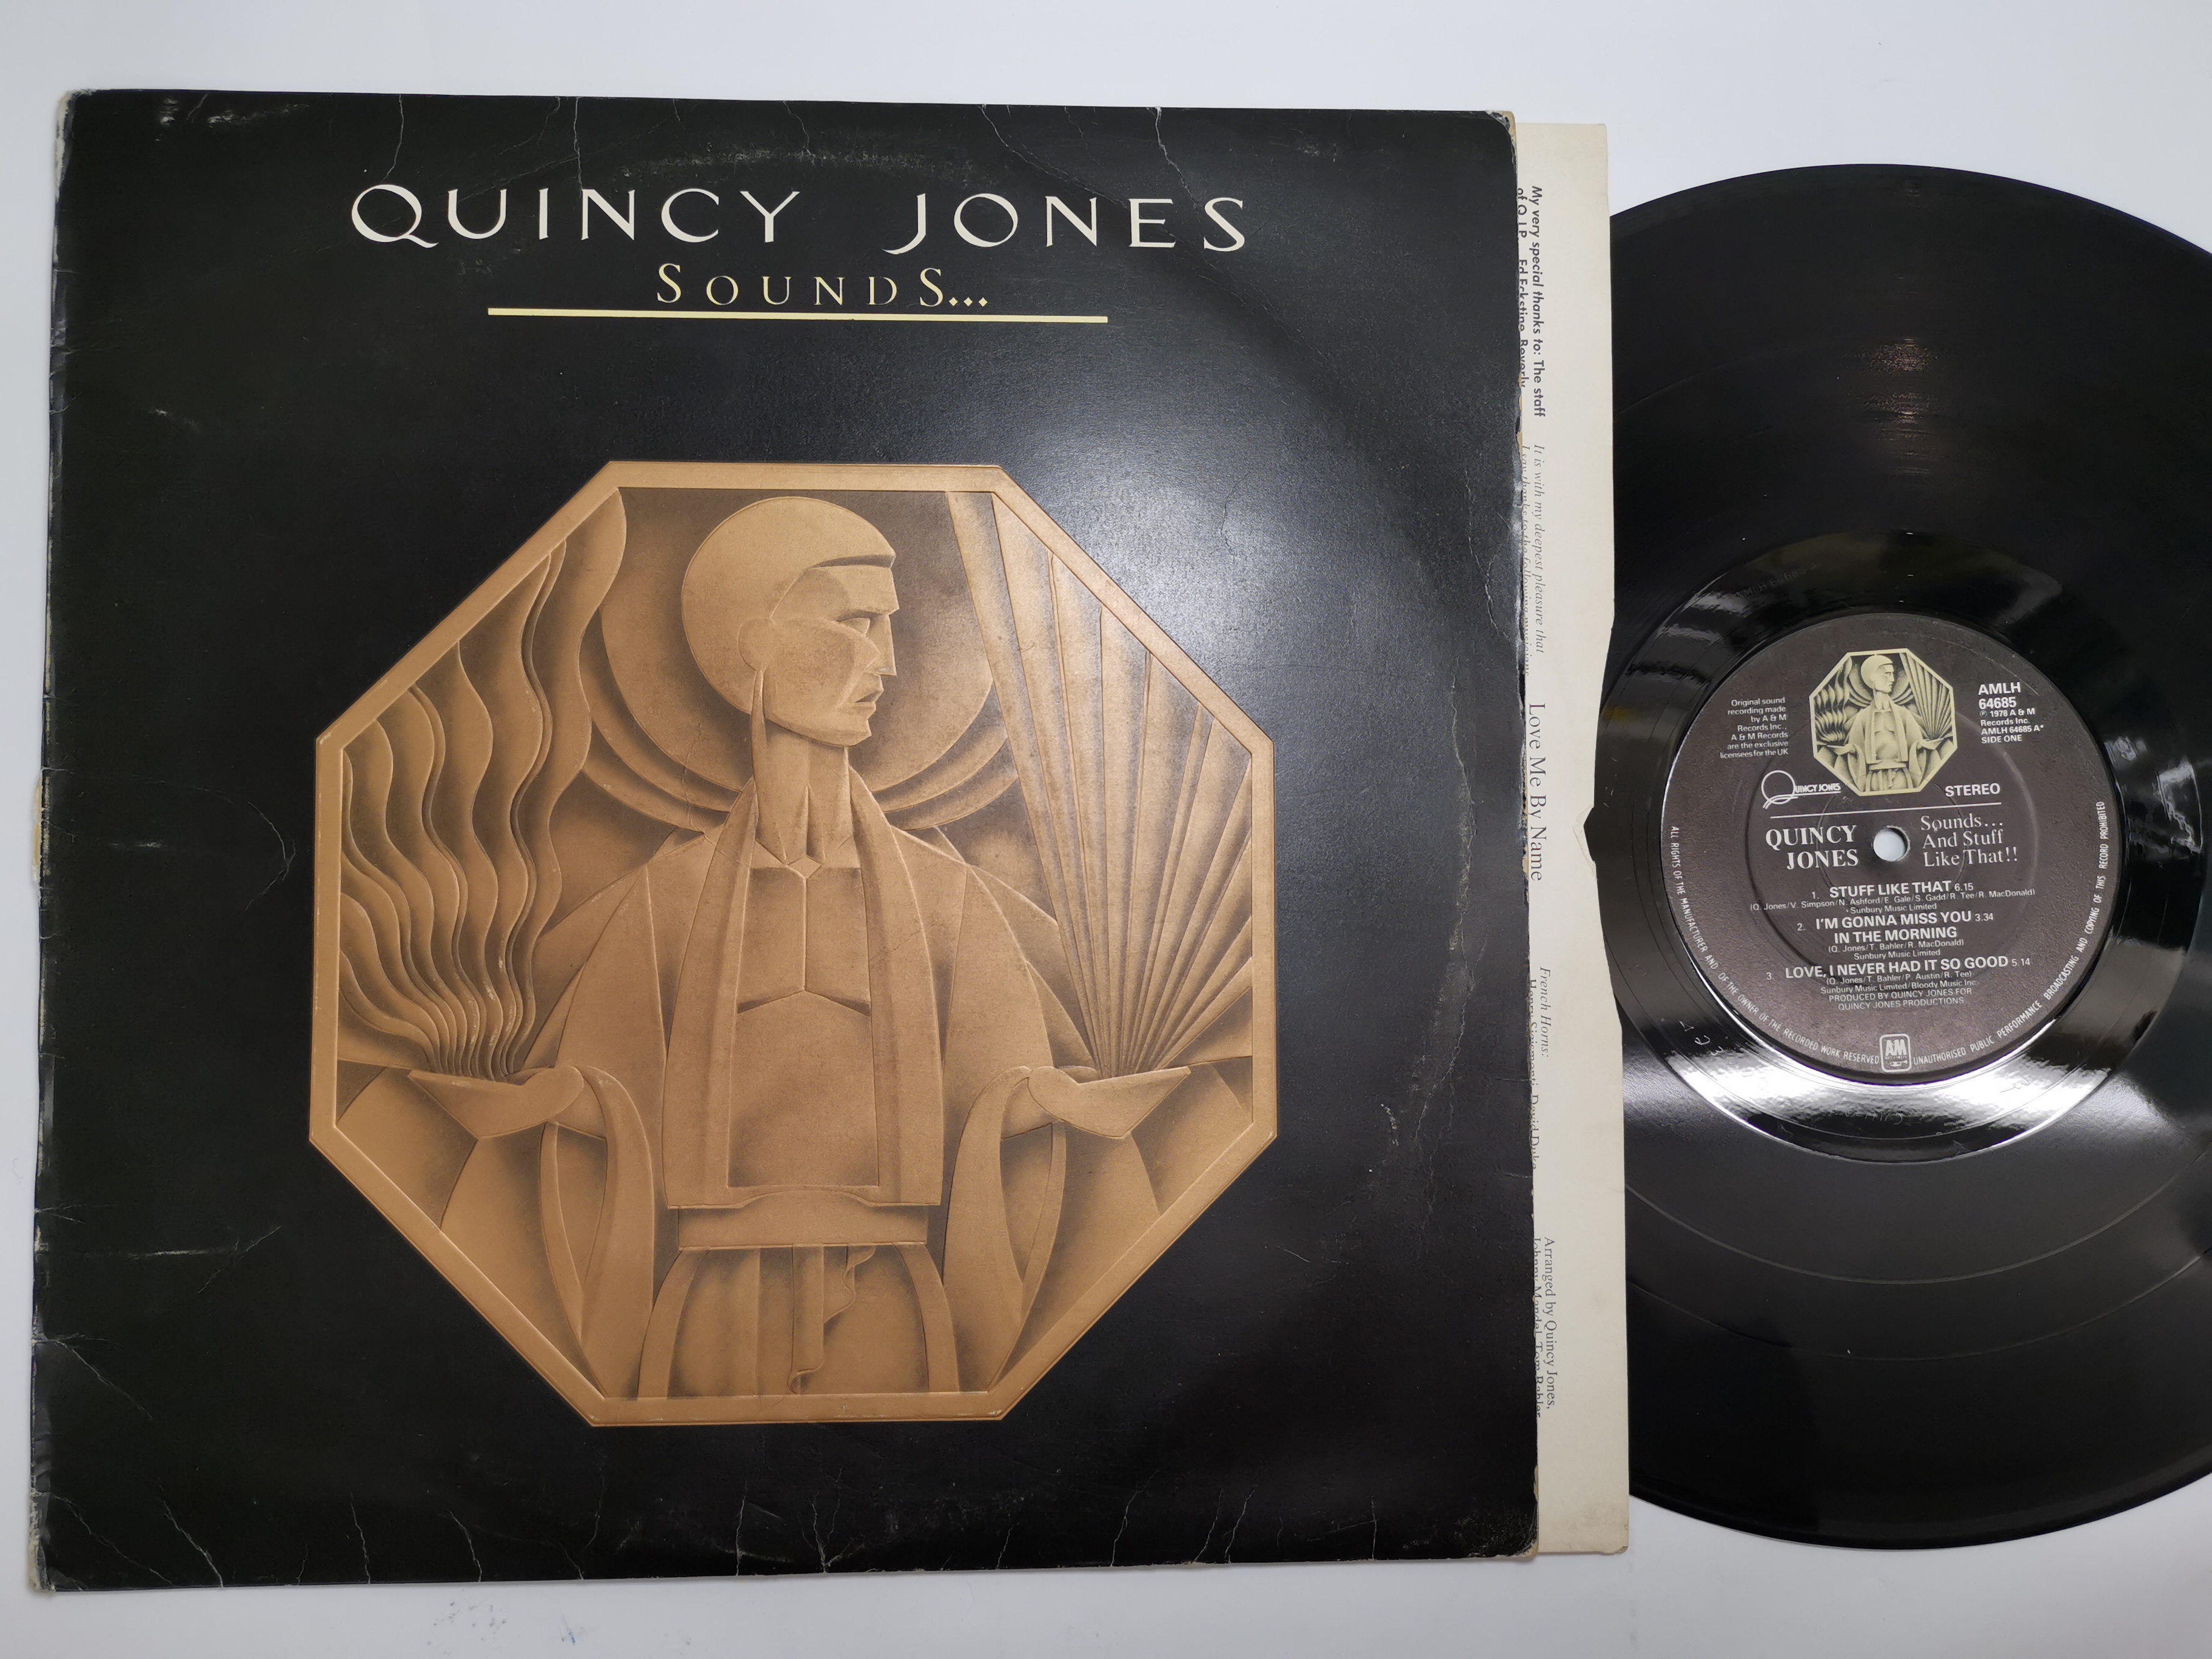 QUINCY JONES
SOUNDS...
My very special thanks to: The staff
It is with my deepest pleasure that
Love Me By Name
French Horns:
Arranged by Quincy Jones,
Original sound
recording made
by A & M
Records Inc.,
A & M Records
are the exclusive
licensees for the UK
AMLH
64685
℗ 1978 A & M
Records Inc.
AMLH 64685 A*
SIDE ONE
QUINCY JONES
STEREO
QUINCY
JONES
Sounds...
And Stuff
Like That!!
1. STUFF LIKE THAT 6.15
(Q. Jones/V. Simpson/N. Ashford/E. Gale/S. Gadd/R. Tee/R. MacDonald)
Sunbury Music Limited
2. I'M GONNA MISS YOU 3.34
IN THE MORNING
(Q. Jones/T. Bahler/R. MacDonald)
Sunbury Music Limited
3. LOVE, I NEVER HAD IT SO GOOD 5.14
(Q. Jones/T. Bahler/P. Austin/R. Tee)
Sunbury Music Limited/Bloody Music Inc.
PRODUCED BY QUINCY JONES FOR
QUINCY JONES PRODUCTIONS
ALL RIGHTS OF THE MANUFACTURER AND OF THE OWNER OF THE RECORDED WORK RESERVED
AM
UNAUTHORISED PUBLIC PERFORMANCE BROADCASTING AND COPYING OF THIS RECORD PROHIBITED